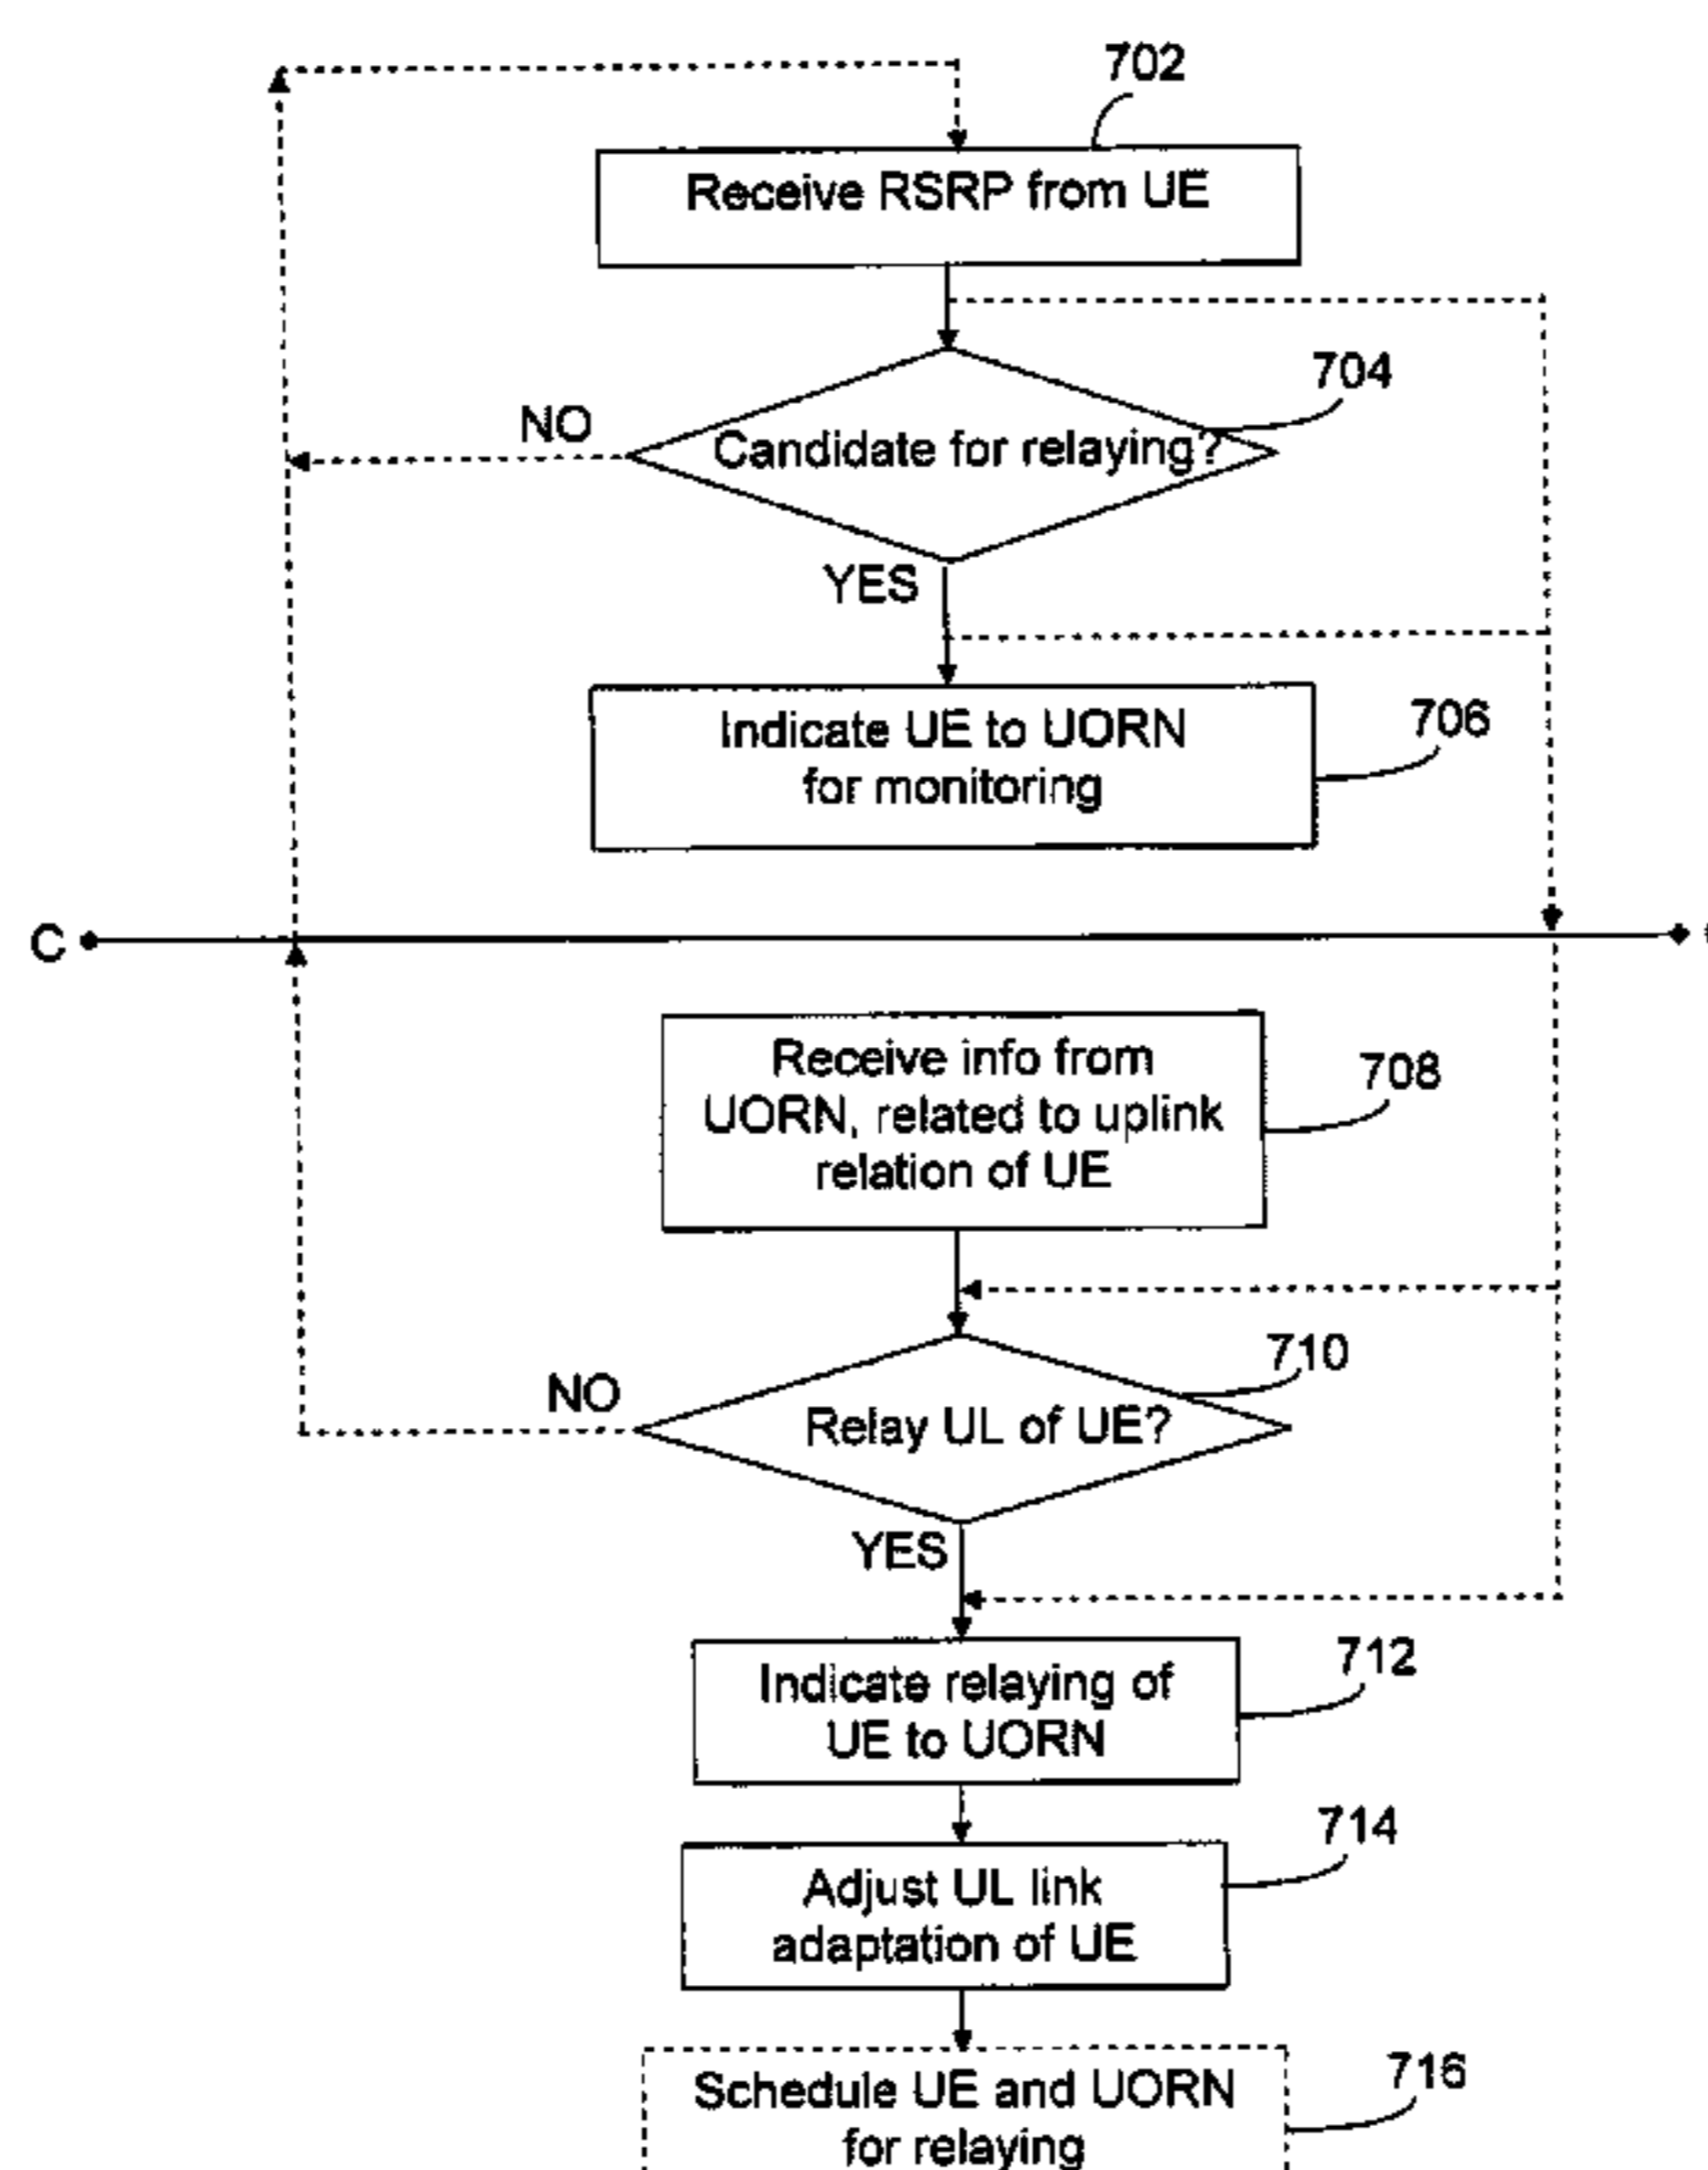 702
Receive RSRP from UE
704
NO
Candidate for relaying?
YES
706
Indicate UE to UORN
for monitoring
C
708
Receive info from
UORN, related to uplink
relation of UE
710
NO
Relay UL of UE?
YES
712
Indicate relaying of
UE to UORN
714
Adjust UL link
adaptation of UE
716
Schedule UE and UORN
for relaying